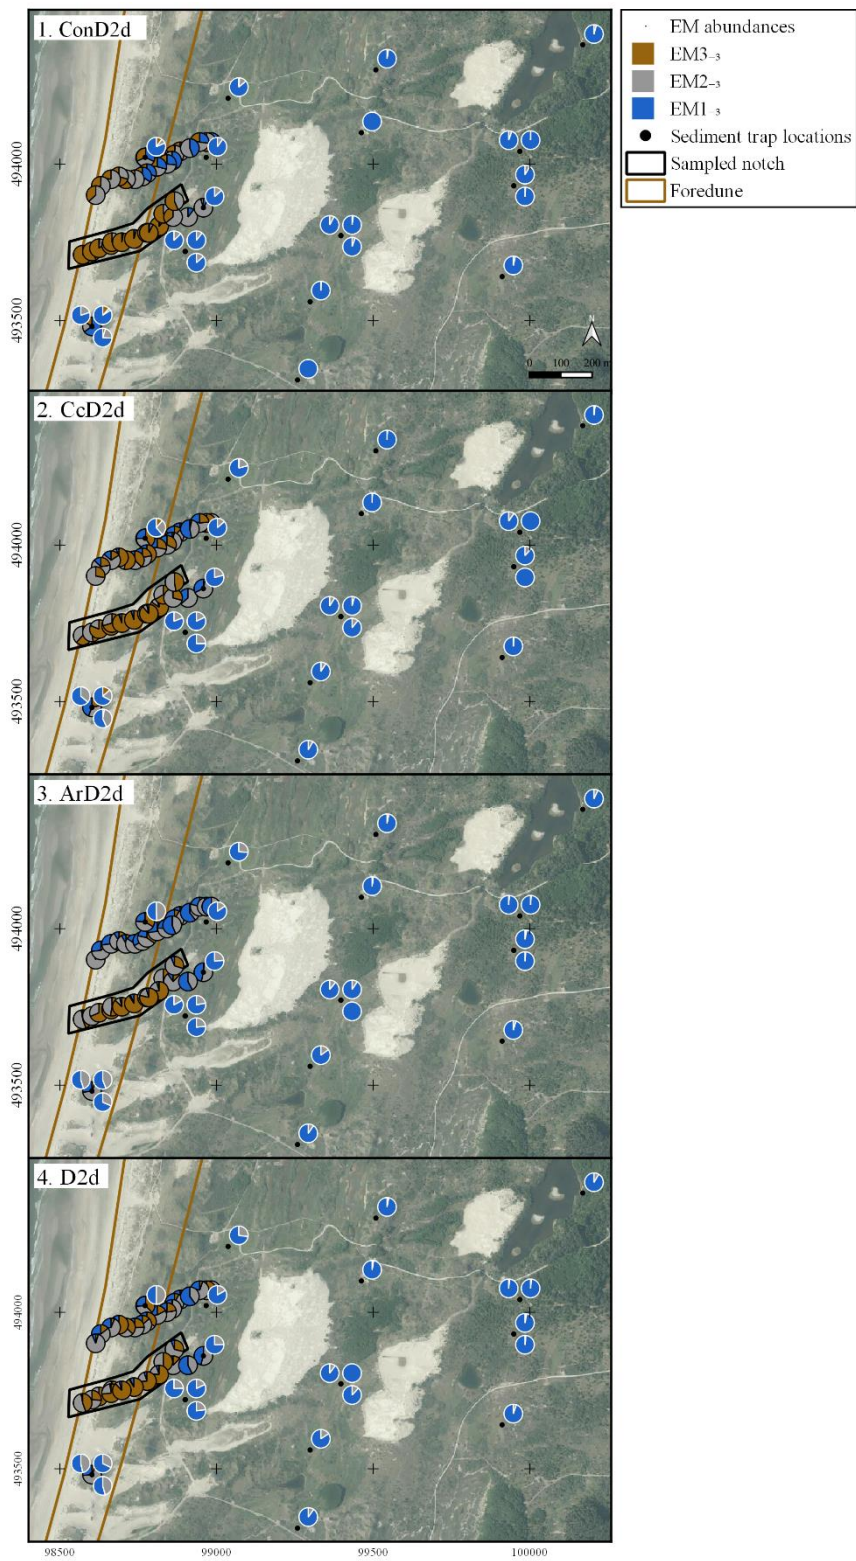 1. ConD2d
EM abundances
EM3₋₃
EM2₋₃
EM1₋₃
Sediment trap locations
Sampled notch
Foredune
494000
493500
N
0 100 200 m
2. CcD2d
494000
493500
3. ArD2d
494000
493500
4. D2d
494000
493500
98500 99000 99500 100000